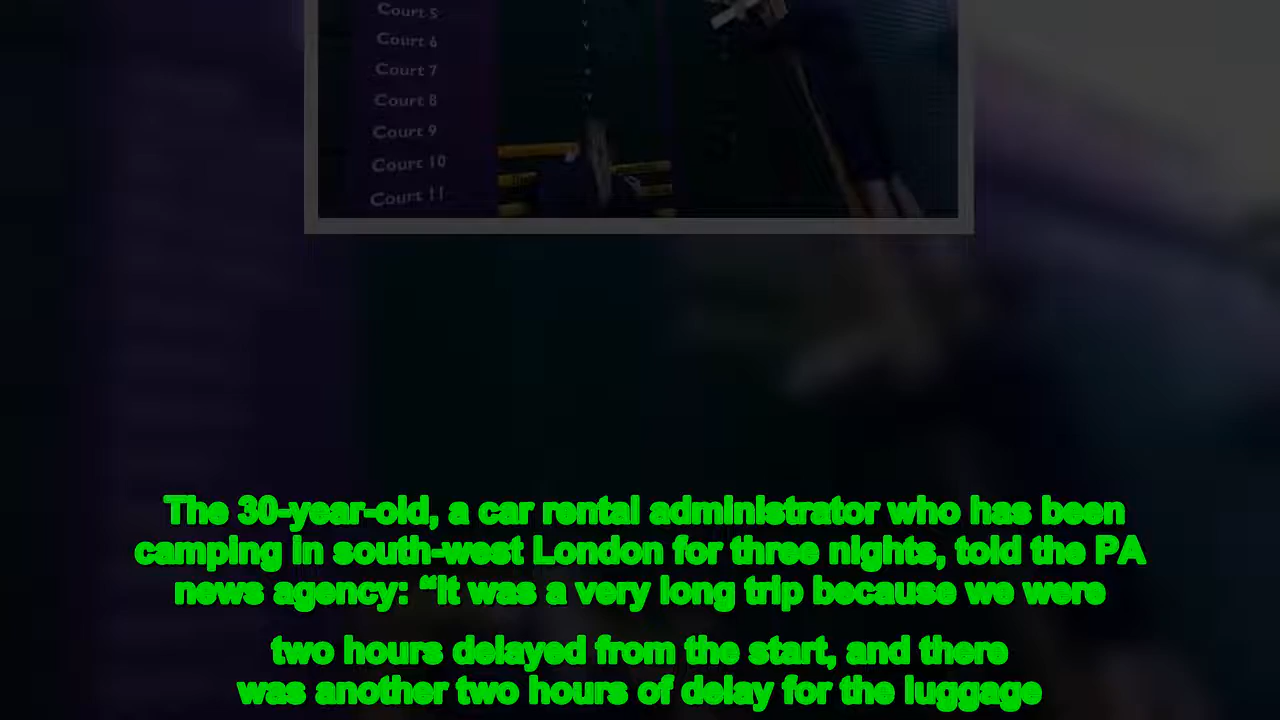 Court 5
Court 6
Court 7
Court 8
Court 9
Court 10
Court 11
The 30-year-old, a car rental administrator who has been
camping in south-west London for three nights, told the PA
news agency: “It was a very long trip because we were
two hours delayed from the start, and there
was another two hours of delay for the luggage